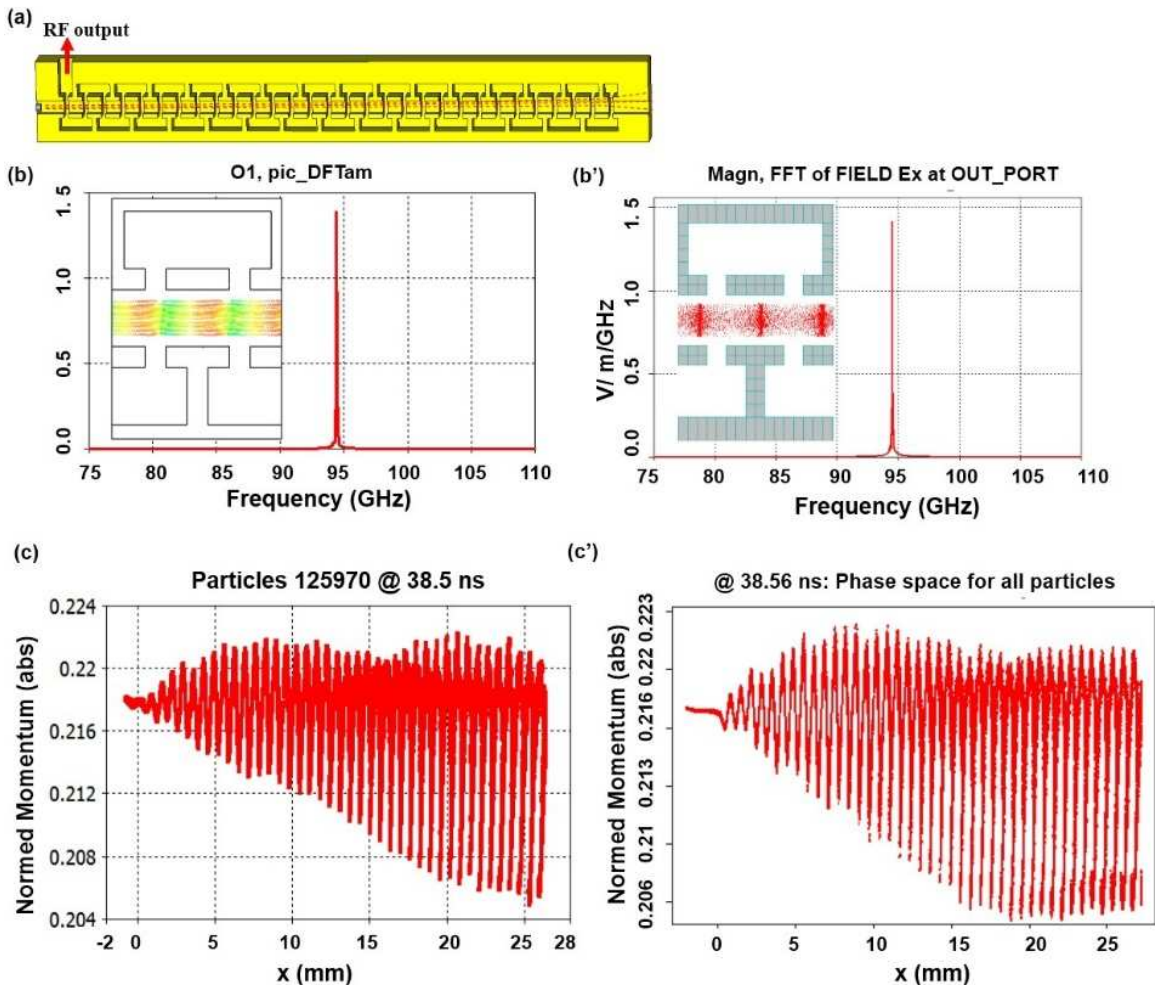 (a)
RF output
(b)
O1, pic_DFTam
1.5
1.0
0.5
0.0
75 80 85 90 95 100 105 110
Frequency (GHz)
(b')
Magn, FFT of FIELD Ex at OUT_PORT
V/ m/GHz
1.5
1.0
0.5
0.0
75 80 85 90 95 100 105 110
Frequency (GHz)
(c)
Particles 125970 @ 38.5 ns
Normed Momentum (abs)
0.224
0.22
0.216
0.212
0.208
0.204
-2 0 5 10 15 20 25 28
x (mm)
(c’)
@ 38.56 ns: Phase space for all particles
Normed Momentum (abs)
0.223
0.22
0.216
0.213
0.21
0.206
0 5 10 15 20 25
x (mm)